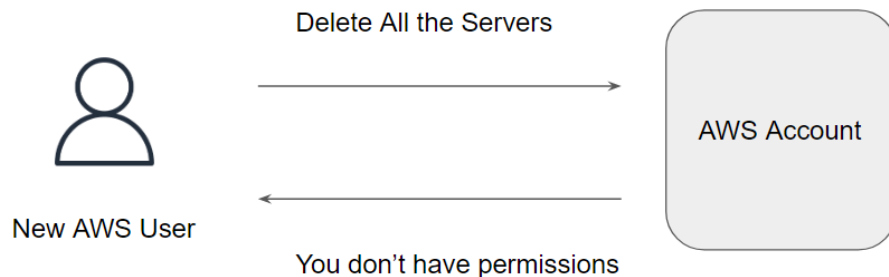 Delete All the Servers
AWS Account
New AWS User
You don’t have permissions